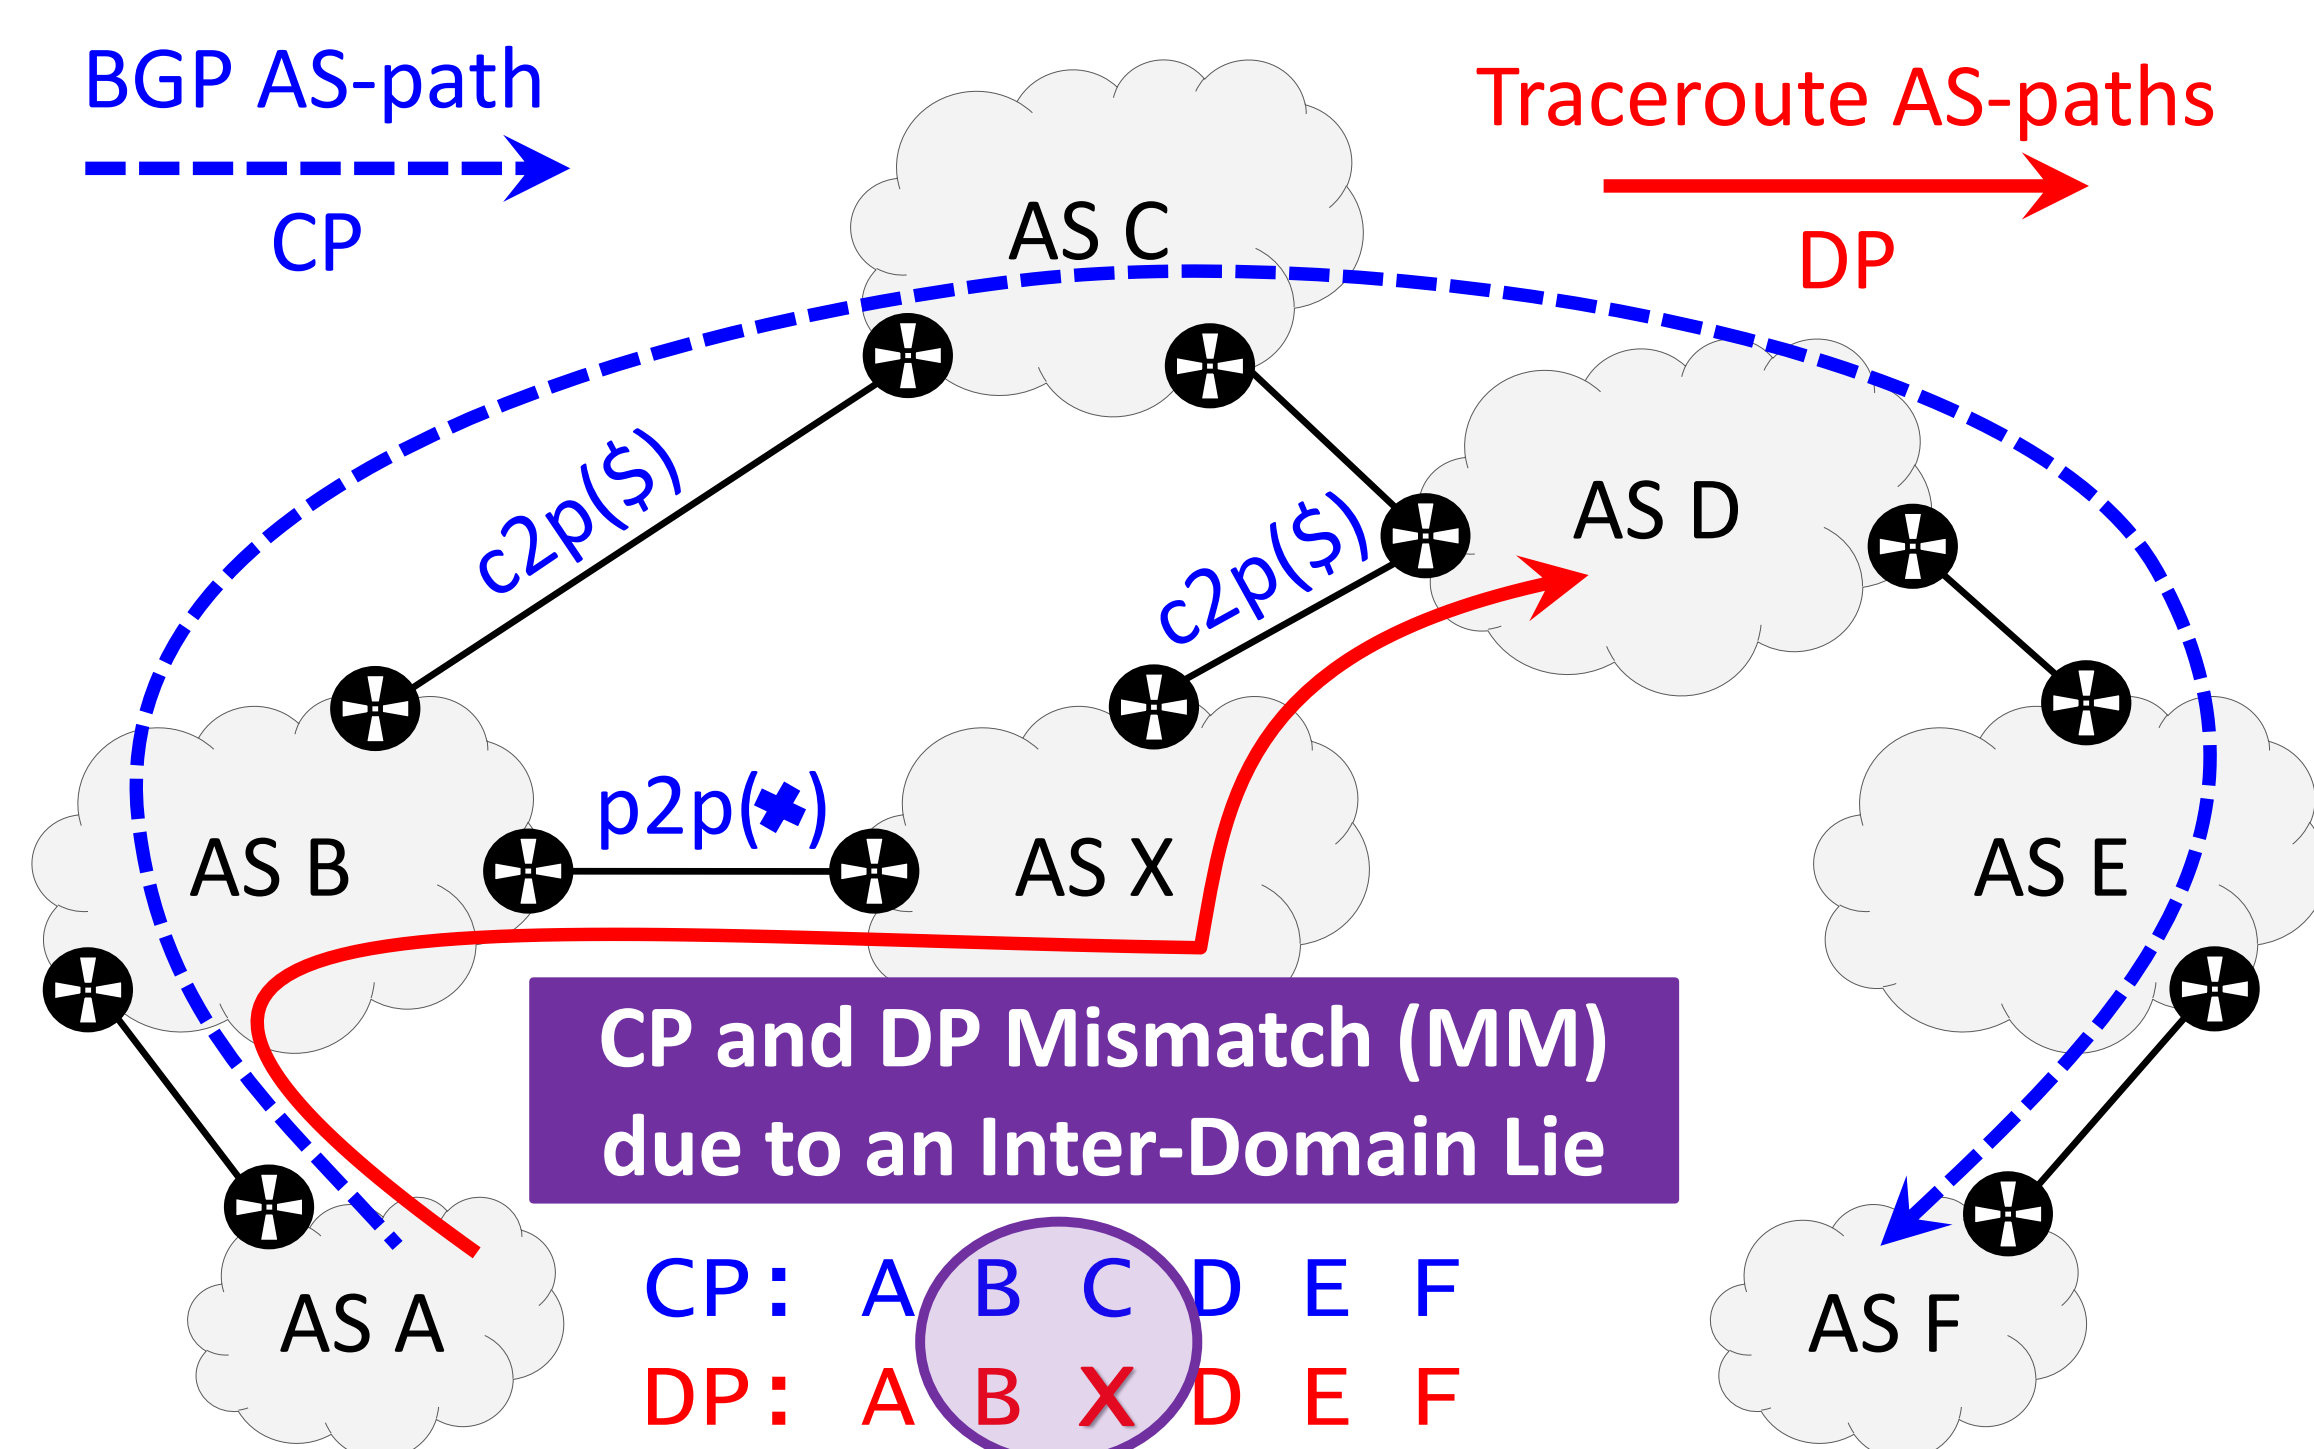 BGP AS-path
CP
Traceroute AS-paths
DP
AS C
c2p($)
AS D
c2p($)
p2p(✖)
AS B
AS X
AS E
CP and DP Mismatch (MM)
due to an Inter-Domain Lie
AS A
CP: A B C D E F
DP: A B X D E F
AS F